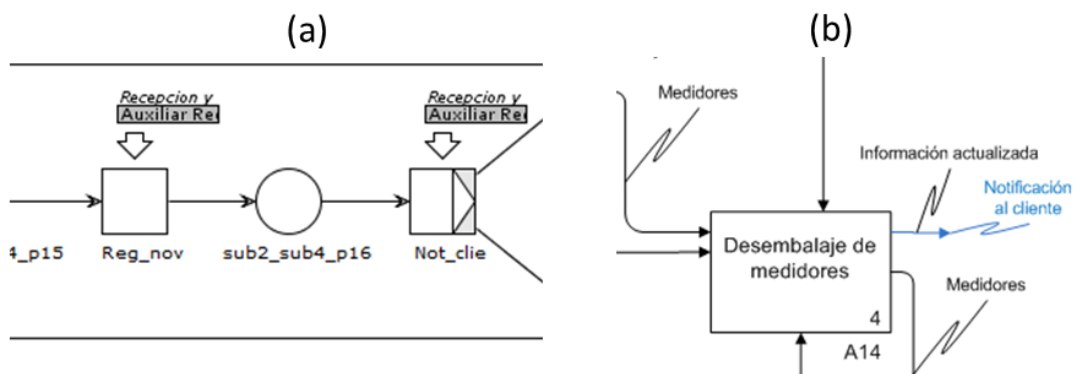 (a)
Recepcion y
Auxiliar Re
Recepcion y
Auxiliar Re
4_p15
Reg_nov
sub2_sub4_p16
Not_clie
(b)
Medidores
Información actualizada
Notificación
al cliente
Desembalaje de
medidores
4
A14
Medidores